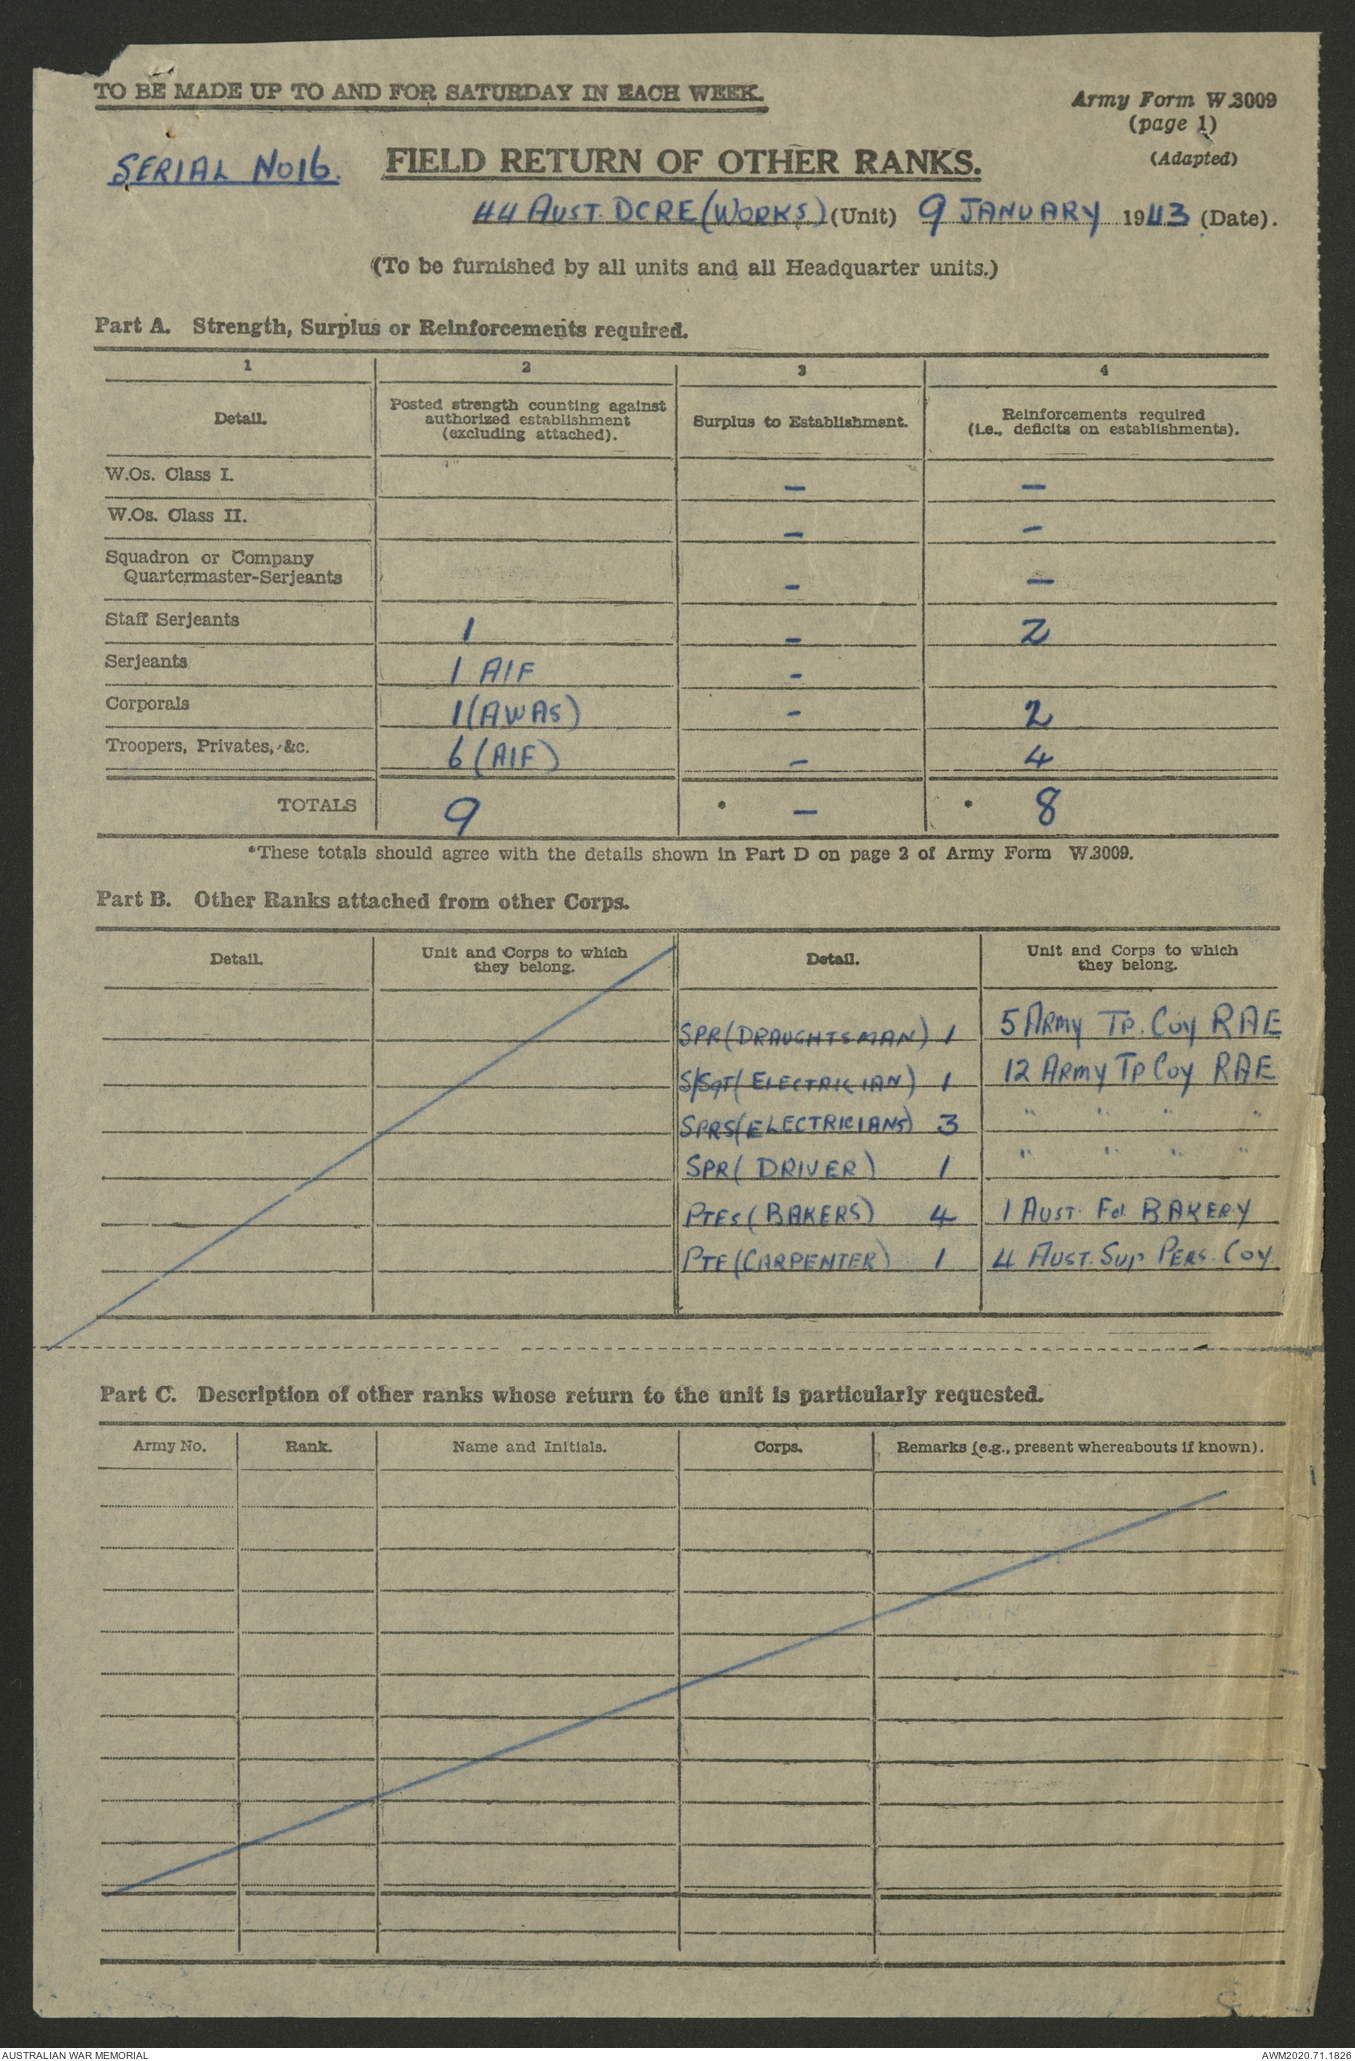 TO BE MADE UP TO AND FOR SATURDAY IN EACH WEEK.
Army Form W.3009
(page 1)
(Adapted)
SERIAL No16.
FIELD RETURN OF OTHER RANKS.
44 AUST. DCRE (WORKS) (Unit) 9 JANUARY 1943 (Date).
(To be furnished by all units and all Headquarter units.)
Part A. Strength, Surplus or Reinforcements required.
1 2 3 4
Detail. Posted strength counting against authorized establishment (excluding attached). Surplus to Establishment. Reinforcements required (i.e., deficits on establishments).
W.Os. Class I. - -
W.Os. Class II. - -
Squadron or Company
Quartermaster-Serjeants - -
Staff Serjeants 1 - 2
Serjeants 1 AIF -
Corporals 1 (AWAS) - 2
Troopers, Privates, &c. 6 (AIF) - 4
TOTALS 9 * - * 8
*These totals should agree with the details shown in Part D on page 2 of Army Form W.3009.
Part B. Other Ranks attached from other Corps.
Detail. Unit and Corps to which they belong. Detail. Unit and Corps to which they belong.
SPR (DRAUGHTSMAN) 1 5 ARMY TP. COY RAE
S/SGT (ELECTRICIAN) 1 12 ARMY TP COY RAE
SPRS (ELECTRICIANS) 3 " " " "
SPR (DRIVER) 1 " " " "
PTEs (BAKERS) 4 1 AUST. Fd. BAKERY
PTE (CARPENTER) 1 4 AUST. SUP PERS. COY.
Part C. Description of other ranks whose return to the unit is particularly requested.
Army No. Rank. Name and Initials. Corps. Remarks (e.g., present whereabouts if known).
AUSTRALIAN WAR MEMORIAL
AWM2020.71.1826